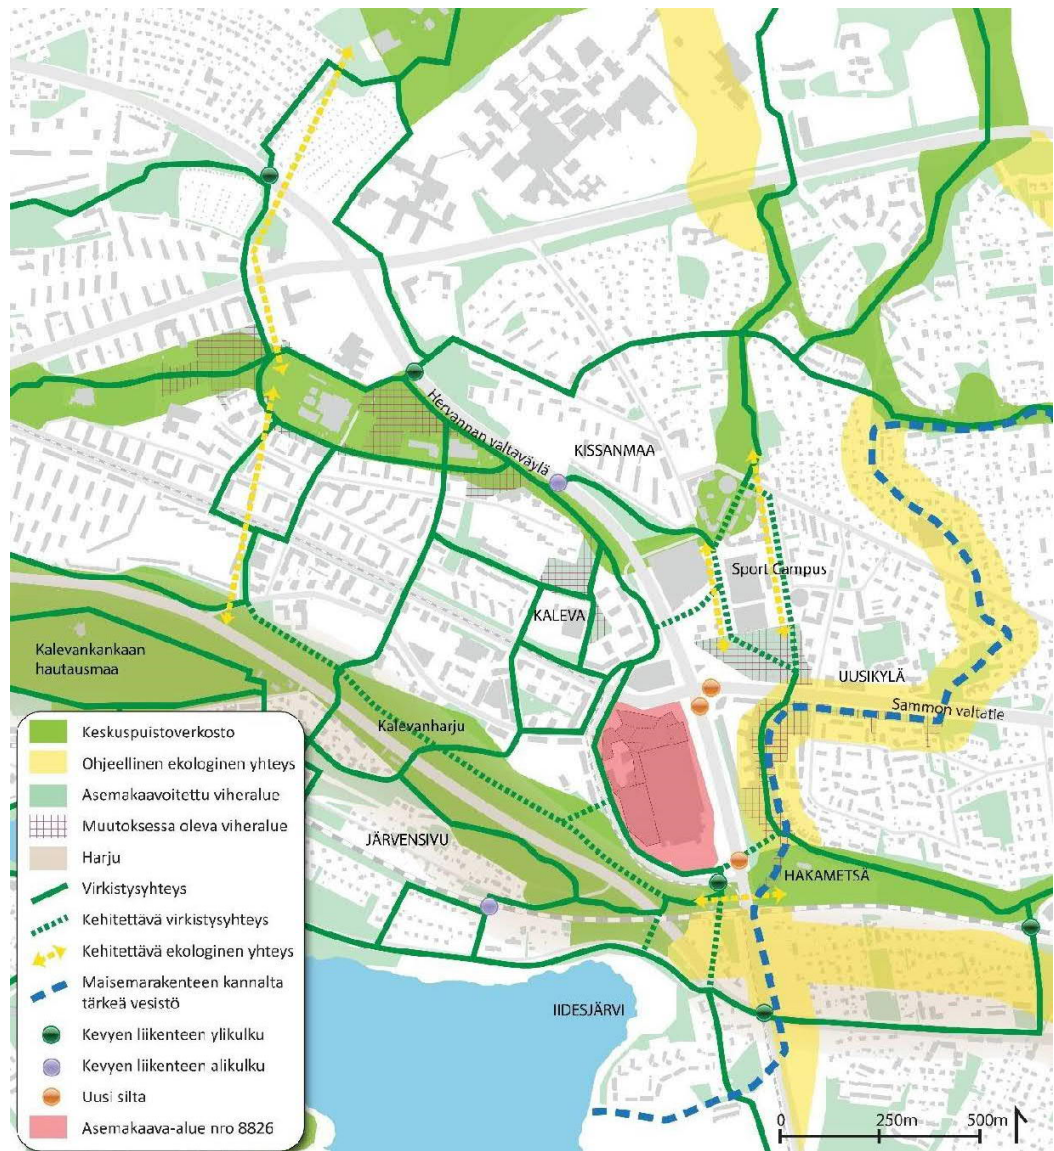 Hervannan valtaväylä
KISSANMAA
Sport Campus
KALEVA
Kalevankankaan
hautausmaa
UUSIKYLÄ
Sammon valtatie
Kalevanharju
JÄRVENSIVU
HAKAMETSÄ
IIDESJÄRVI
Keskuspuistoverkosto
Ohjeellinen ekologinen yhteys
Asemakaavoitettu viheralue
Muutoksessa oleva viheralue
Harju
Virkistysyhteys
Kehitettävä virkistysyhteys
Kehitettävä ekologinen yhteys
Maisemarakenteen kannalta
tärkeä vesistö
Kevyen liikenteen ylikulku
Kevyen liikenteen alikulku
Uusi silta
Asemakaava-alue nro 8826
0 250m 500m